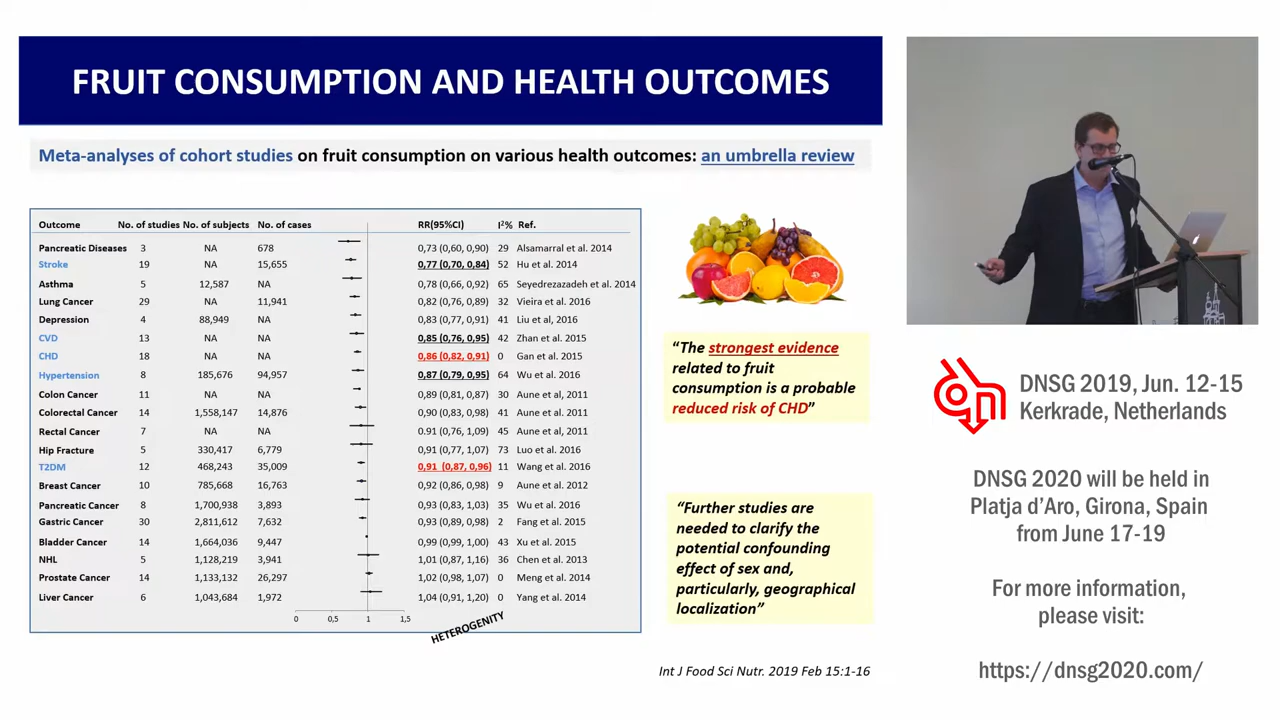 FRUIT CONSUMPTION AND HEALTH OUTCOMES
Meta-analyses of cohort studies on fruit consumption on various health outcomes: an umbrella review
Outcome No. of studies No. of subjects No. of cases RR(95%CI) I²% Ref.
Pancreatic Diseases 3 NA 678 0,73 (0,60, 0,90) 29 Alsamarral et al. 2014
Stroke 19 NA 15,655 0,77 (0,70, 0,84) 52 Hu et al. 2014
Asthma 5 12,587 NA 0,78 (0,66, 0,92) 65 Seyedrezazadeh et al. 2014
Lung Cancer 29 NA 11,941 0,82 (0,76, 0,89) 32 Vieira et al. 2016
Depression 4 88,949 NA 0,83 (0,77, 0,91) 41 Liu et al, 2016
CVD 13 NA NA 0,85 (0,76, 0,95) 42 Zhan et al. 2015
CHD 18 NA NA 0,86 (0,82, 0,91) 0 Gan et al. 2015
Hypertension 8 185,676 94,957 0,87 (0,79, 0,95) 64 Wu et al. 2016
Colon Cancer 11 NA NA 0,89 (0,81, 0,87) 30 Aune et al, 2011
Colorectal Cancer 14 1,558,147 14,876 0,90 (0,83, 0,98) 41 Aune et al. 2011
Rectal Cancer 7 NA NA 0,91 (0,76, 1,09) 45 Aune et al, 2011
Hip Fracture 5 330,417 6,779 0,91 (0,77, 1,07) 73 Luo et al. 2016
T2DM 12 468,243 35,009 0,91 (0,87, 0,96) 11 Wang et al. 2016
Breast Cancer 10 785,668 16,763 0,92 (0,86, 0,98) 9 Aune et al. 2012
Pancreatic Cancer 8 1,700,938 3,893 0,93 (0,83, 1,03) 35 Wu et al. 2016
Gastric Cancer 30 2,811,612 7,632 0,93 (0,89, 0,98) 2 Fang et al. 2015
Bladder Cancer 14 1,664,036 9,447 0,99 (0,99, 1,00) 43 Xu et al. 2015
NHL 5 1,128,219 3,941 1,01 (0,87, 1,16) 36 Chen et al. 2013
Prostate Cancer 14 1,133,132 26,297 1,02 (0,98, 1,07) 0 Meng et al. 2014
Liver Cancer 6 1,043,684 1,972 1,04 (0,91, 1,20) 0 Yang et al. 2014
0 0,5 1 1,5
HETEROGENITY
“The strongest evidence
related to fruit
consumption is a probable
reduced risk of CHD”
“Further studies are
needed to clarify the
potential confounding
effect of sex and,
particularly, geographical
localization”
Int J Food Sci Nutr. 2019 Feb 15:1-16
DNSG 2019, Jun. 12-15
Kerkrade, Netherlands
DNSG 2020 will be held in
Platja d’Aro, Girona, Spain
from June 17-19
For more information,
please visit:
https://dnsg2020.com/